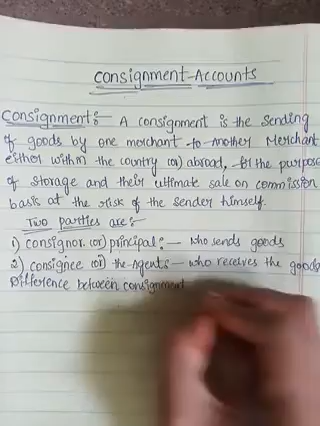 Consignment Accounts
Consignment:- A consignment is the sending
of goods by one merchant to another Merchant
either within the country (or) abroad, for the purpose
of storage and their ultimate sale on commission
basis at the risk of the sender himself.
Two parties are:-
1) consignor (or) principal:- who sends goods
2) consignee (or) the Agents - who receives the goods
Difference between consignment